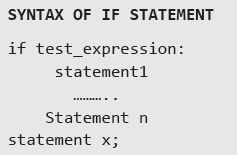 SYNTAX OF IF STATEMENT
if test_expression:
statement1
………..
Statement n
statement x;